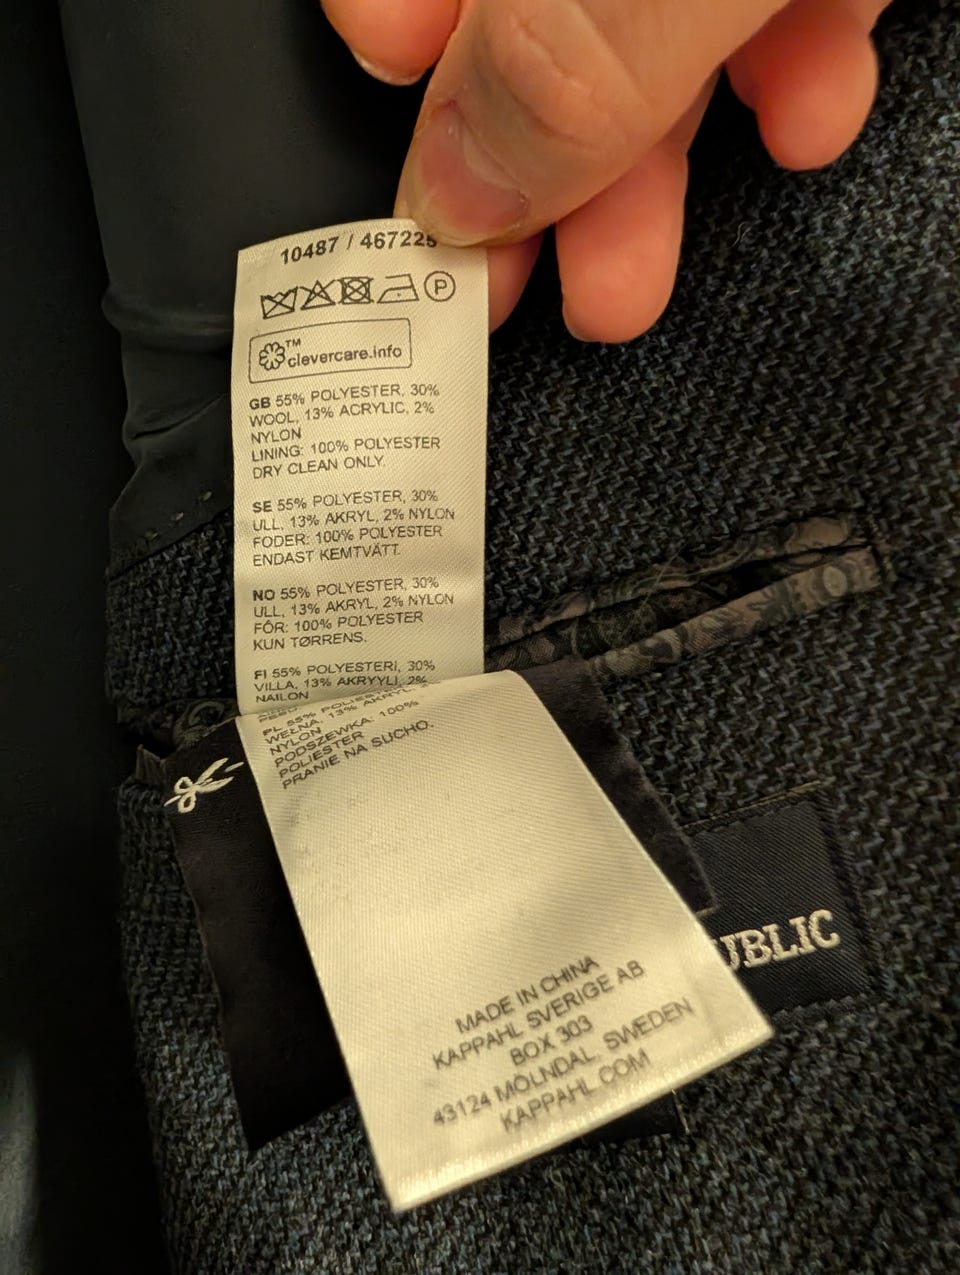 10487 / 467225
P
TM
clevercare.info
GB 55% POLYESTER, 30%
WOOL, 13% ACRYLIC, 2%
NYLON
LINING: 100% POLYESTER
DRY CLEAN ONLY.
SE 55% POLYESTER, 30%
ULL, 13% AKRYL, 2% NYLON
FODER: 100% POLYESTER
ENDAST KEMTVÄTT.
NO 55% POLYESTER, 30%
ULL, 13% AKRYL, 2% NYLON
FÔR: 100% POLYESTER
KUN TØRRENS.
FI 55% POLYESTERI, 30%
VILLA, 13% AKRYYLI, 2%
NAILON
PL 55% POLIESTER,
WEŁNA, 13% AKRYL, 2%
NYLON
PODSZEWKA: 100%
POLIESTER
PRANIE NA SUCHO.
UBLIC
MADE IN CHINA
KAPPAHL SVERIGE AB
BOX 303
43124 MÖLNDAL, SWEDEN
KAPPAHL.COM